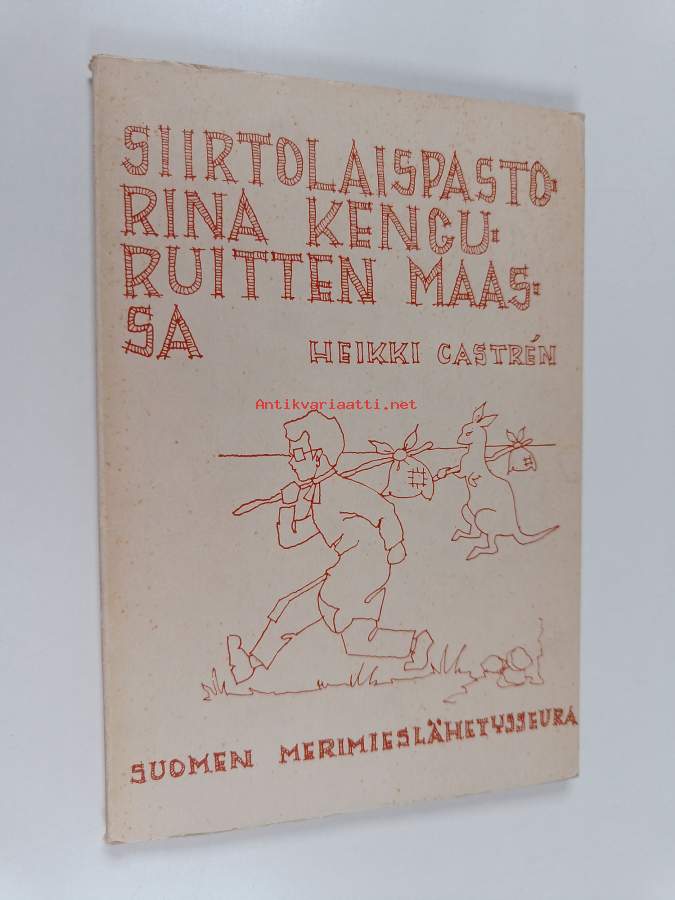 SIIRTOLAISPASTO-
RINA KENGU-
RUITTEN MAAS-
SA
HEIKKI CASTRÉN
Antikvariaatti.net
SUOMEN MERIMIESLÄHETYSSEURA